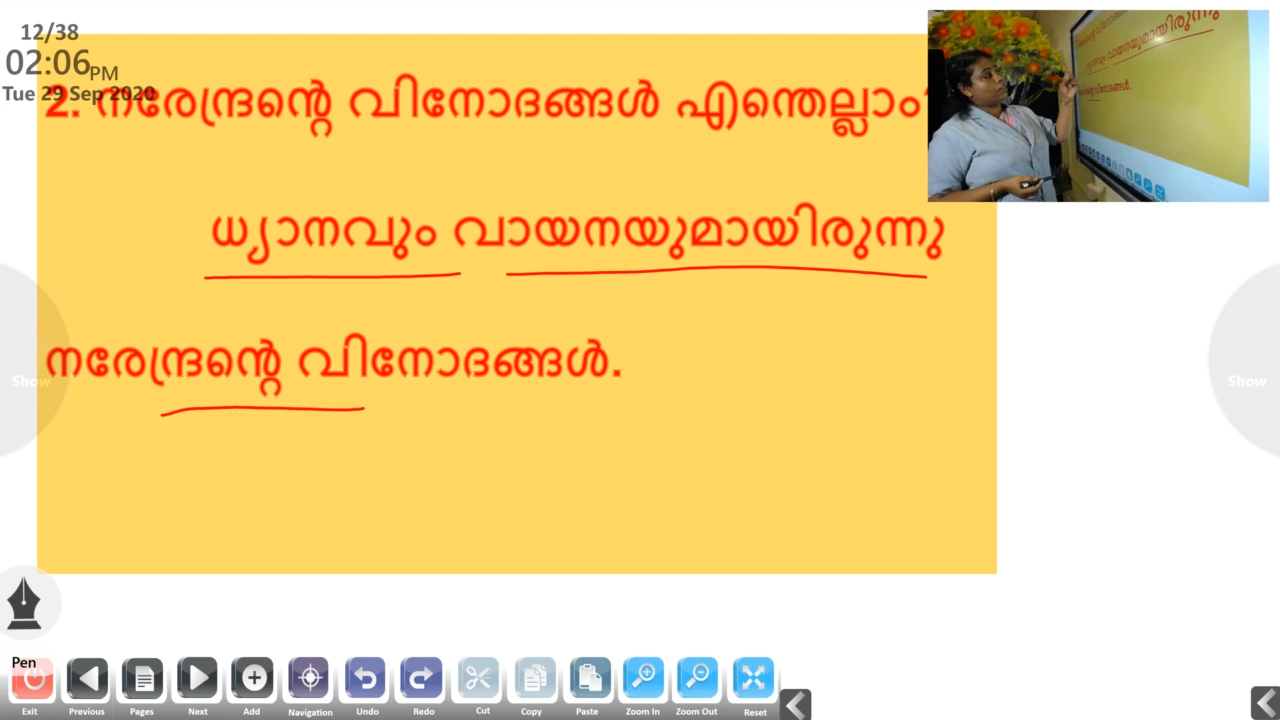 12/38
02:06 PM
Tue 29 Sep 2020
2. നരേന്ദ്രന്റെ വിനോദങ്ങൾ എന്തെല്ലാം
ധ്യാനവും വായനയുമായിരുന്നു
നരേന്ദ്രന്റെ വിനോദങ്ങൾ.
Show
Show
Pen
Exit
Previous
Pages
Next
Add
Navigation
Undo
Redo
Cut
Copy
Paste
Zoom In
Zoom Out
Reset